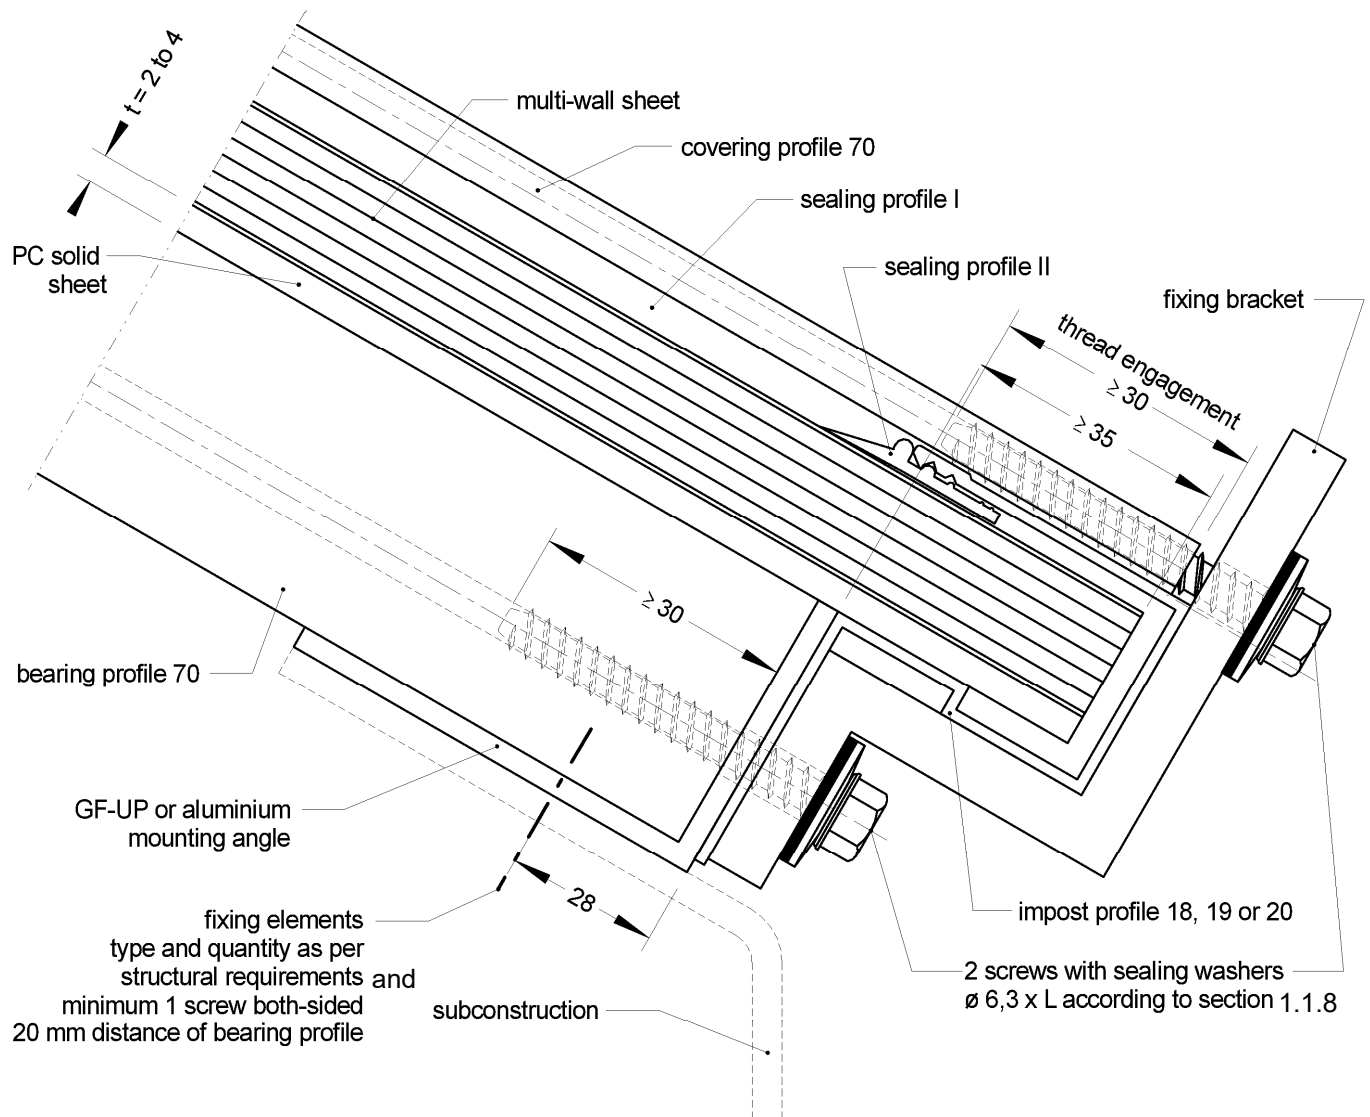 t = 2 to 4
multi-wall sheet
covering profile 70
sealing profile I
PC solid
sheet
sealing profile II
fixing bracket
thread engagement
≥ 30
≥ 35
≥ 30
bearing profile 70
GF-UP or aluminium
mounting angle
28
fixing elements
type and quantity as per
structural requirements and
minimum 1 screw both-sided
20 mm distance of bearing profile
impost profile 18, 19 or 20
2 screws with sealing washers
ø 6,3 x L according to section 1.1.8
subconstruction